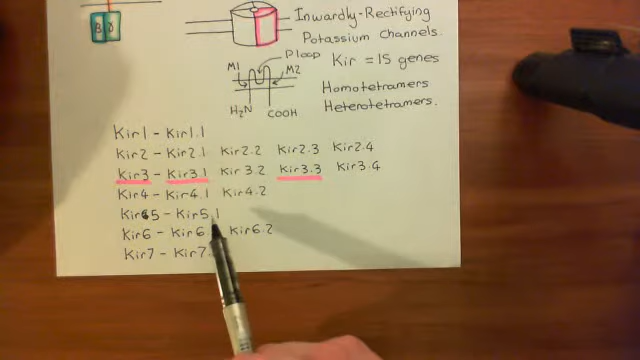 B γ
Inwardly-Rectifying
Potassium Channels.
P loop
M1 M2
Kir = 15 genes
H₂N COOH
Homotetramers
Heterotetramers.
Kir1 - Kir1.1
Kir2 - Kir2.1 Kir2.2 Kir2.3 Kir2.4
Kir3 - Kir3.1 Kir3.2 Kir3.3 Kir3.4
Kir4 - Kir4.1 Kir4.2
Kir5 - Kir5.1
Kir6 - Kir6. Kir6.2
Kir7 - Kir7.